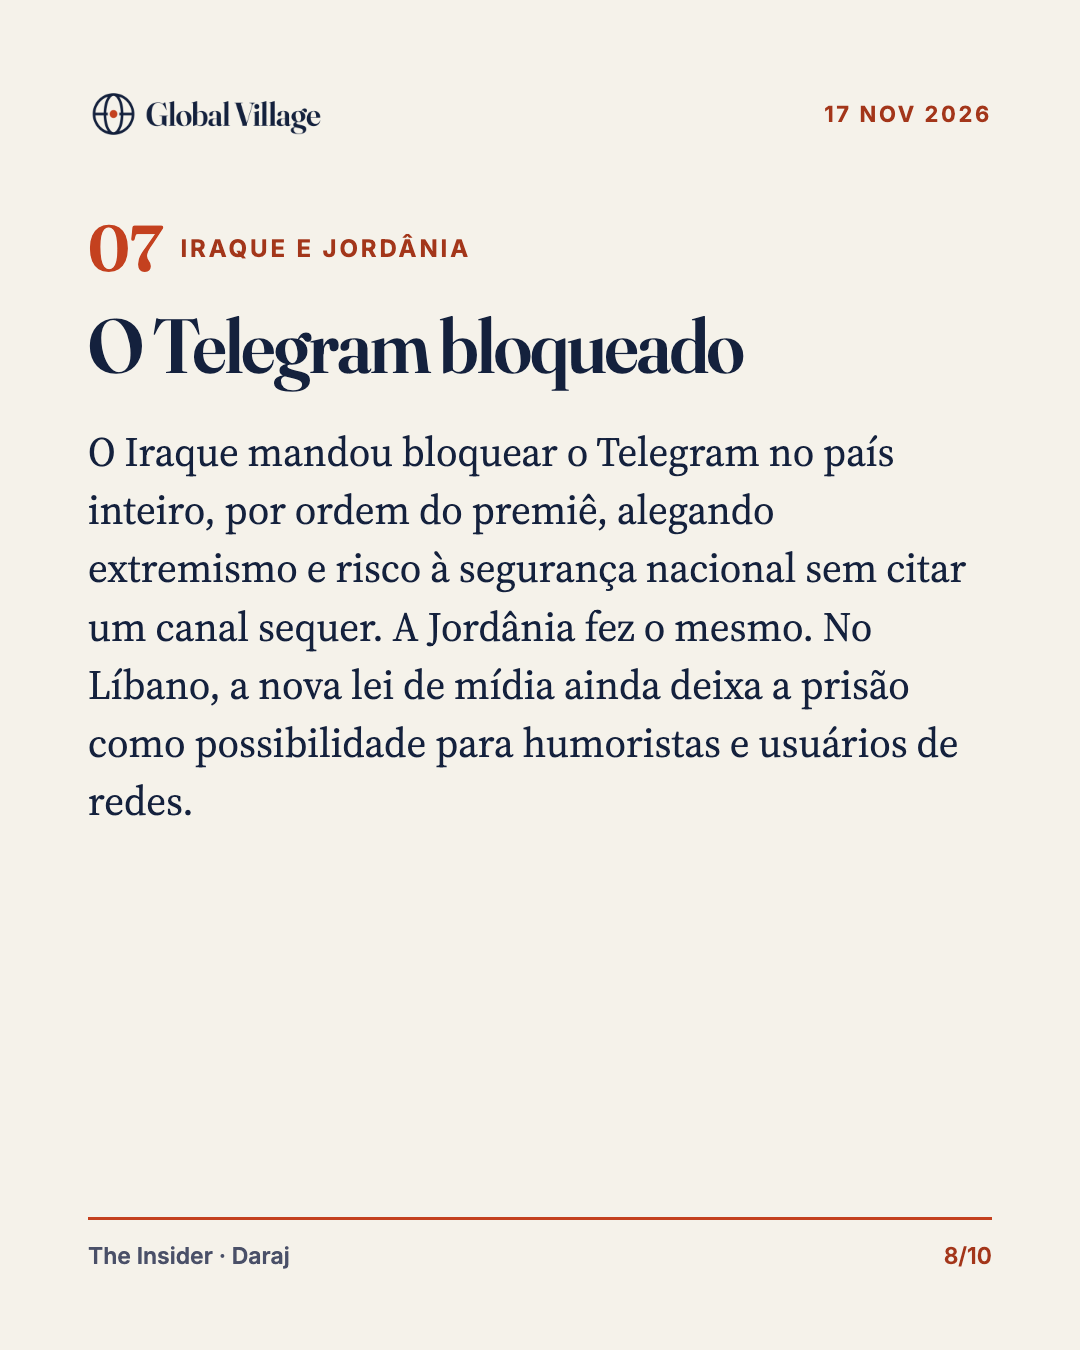 Global Village
17 NOV 2026
07 IRAQUE E JORDÂNIA
O Telegram bloqueado
O Iraque mandou bloquear o Telegram no país
inteiro, por ordem do premiê, alegando
extremismo e risco à segurança nacional sem citar
um canal sequer. A Jordânia fez o mesmo. No
Líbano, a nova lei de mídia ainda deixa a prisão
como possibilidade para humoristas e usuários de
redes.
The Insider · Daraj
8/10